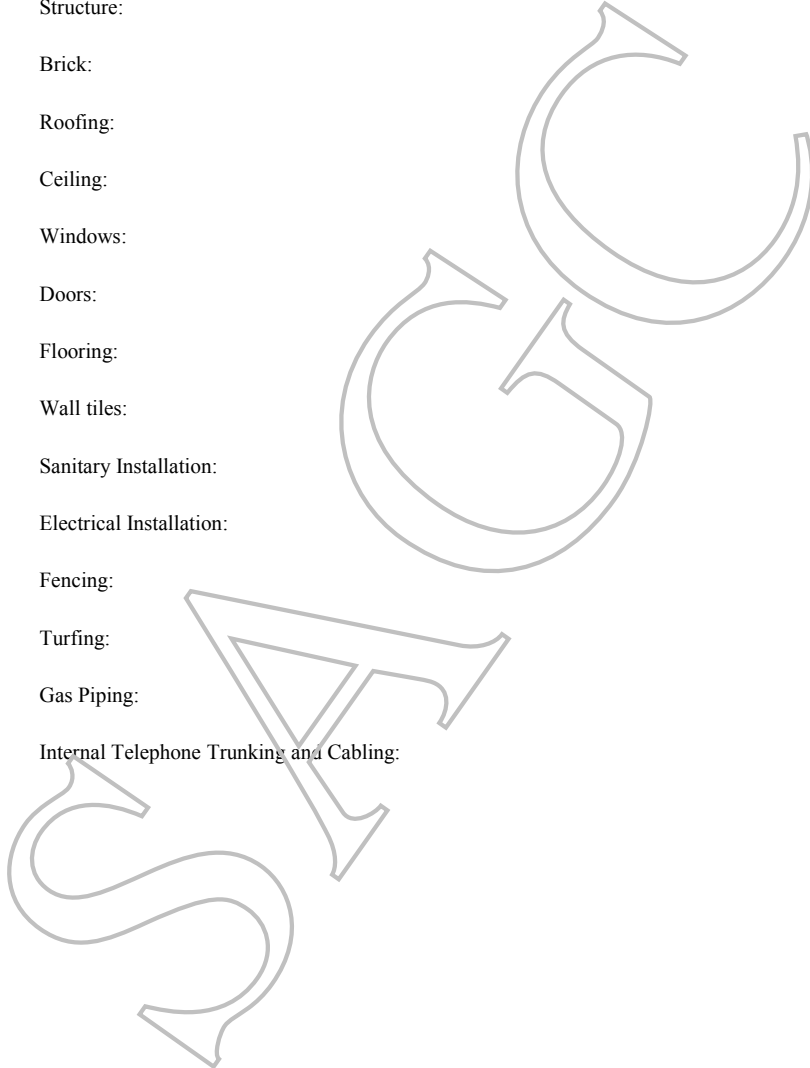 Structure:
Brick:
Roofing:
Ceiling:
Windows:
Doors:
Flooring:
Wall tiles:
Sanitary Installation:
Electrical Installation:
Fencing:
Turfing:
Gas Piping:
Internal Telephone Trunking and Cabling:
SAGC